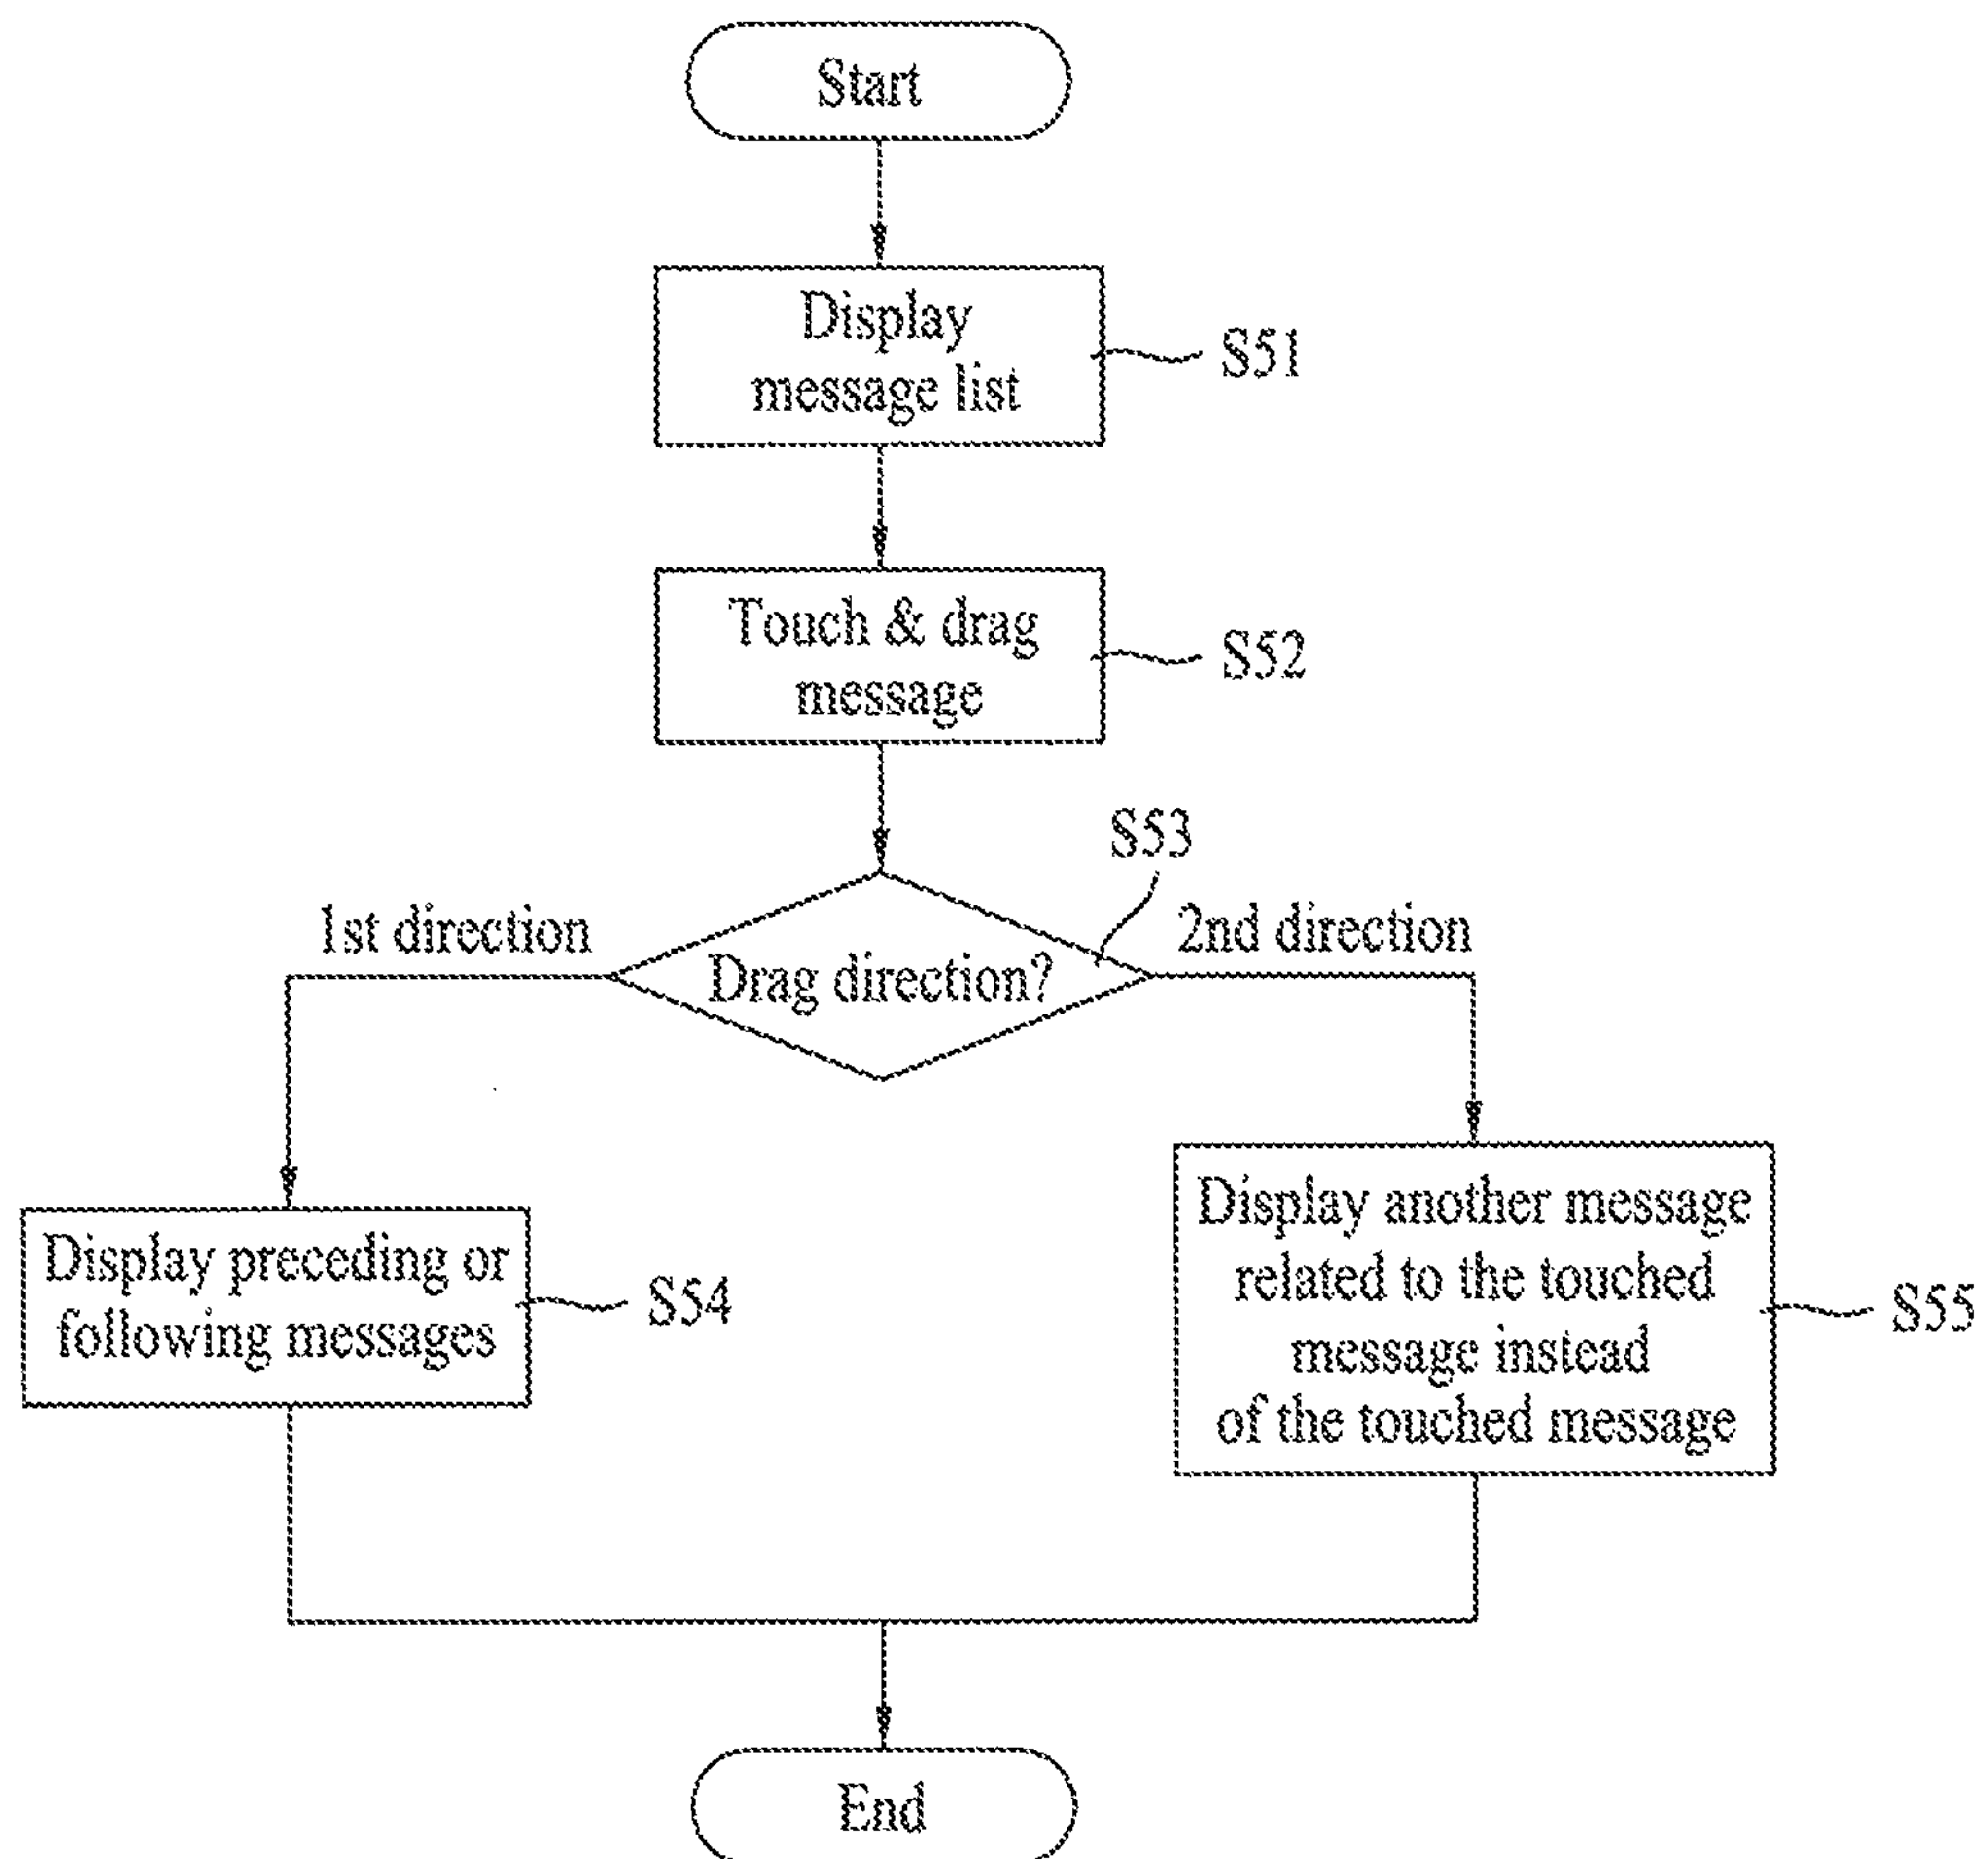 Start
Display
message list
S51
Touch & drag
message
S52
S53
1st direction
Drag direction?
2nd direction
Display preceding or
following messages
S54
Display another message
related to the touched
message instead
of the touched message
S55
End